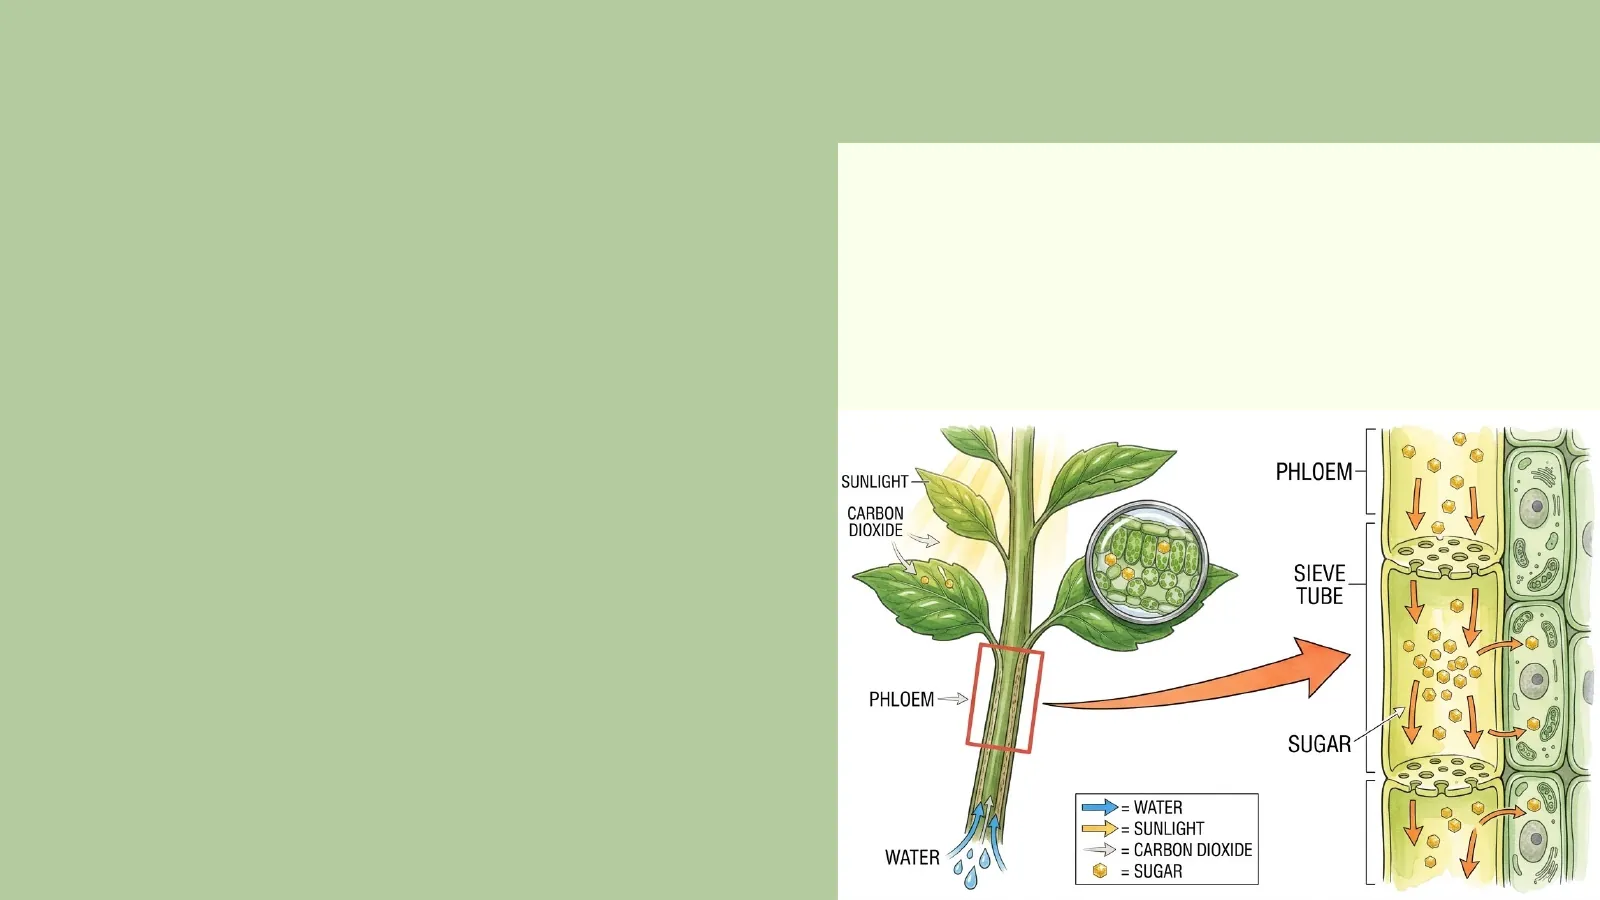 SUNLIGHT
CARBON
DIOXIDE
PHLOEM
WATER
= WATER
= SUNLIGHT
= CARBON DIOXIDE
= SUGAR
PHLOEM
SIEVE
TUBE
SUGAR